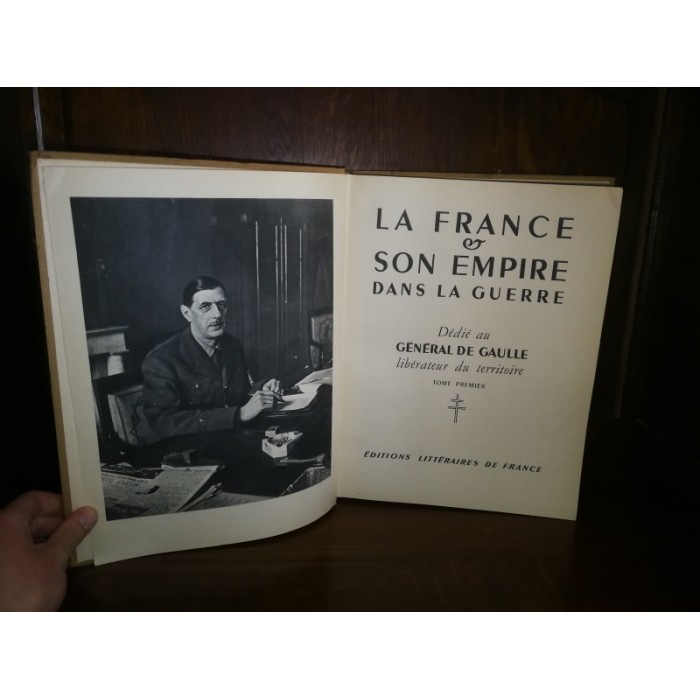 LA FRANCE
&
SON EMPIRE
DANS LA GUERRE
Dédié au
GÉNÉRAL DE GAULLE
libérateur du territoire
TOME PREMIER
ÉDITIONS LITTÉRAIRES DE FRANCE